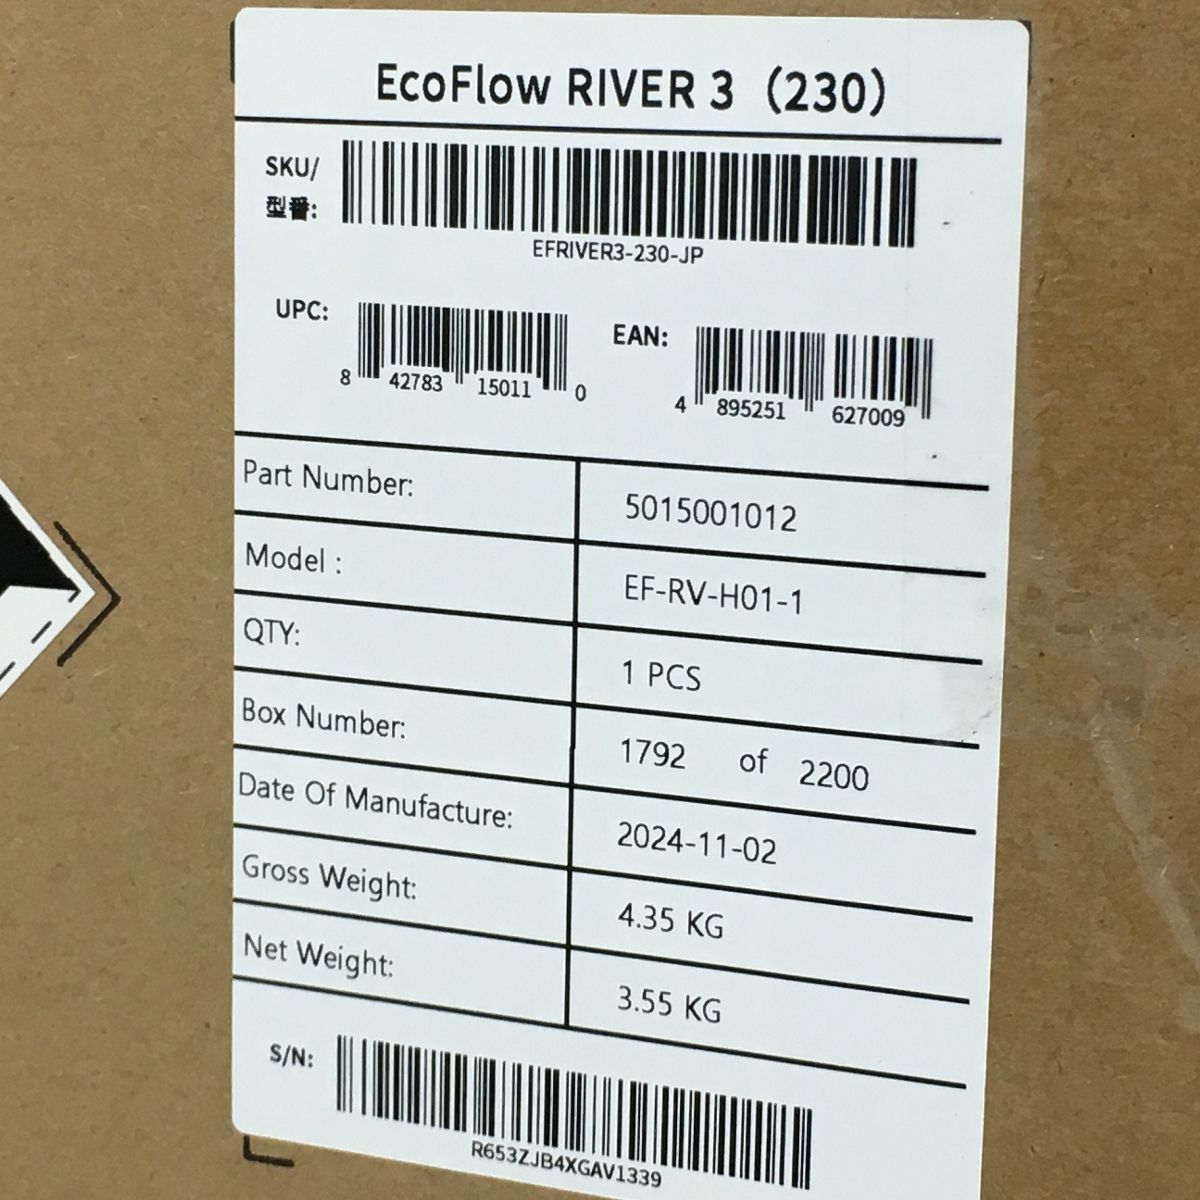 EcoFlow RIVER 3（230）
SKU/
型番:
EFRIVER3-230-JP
UPC:
8 42783 15011 0
EAN:
4 895251 627009
Part Number: 5015001012
Model : EF-RV-H01-1
QTY: 1 PCS
Box Number: 1792 of 2200
Date Of Manufacture: 2024-11-02
Gross Weight: 4.35 KG
Net Weight: 3.55 KG
S/N:
R653ZJB4XGAV1339